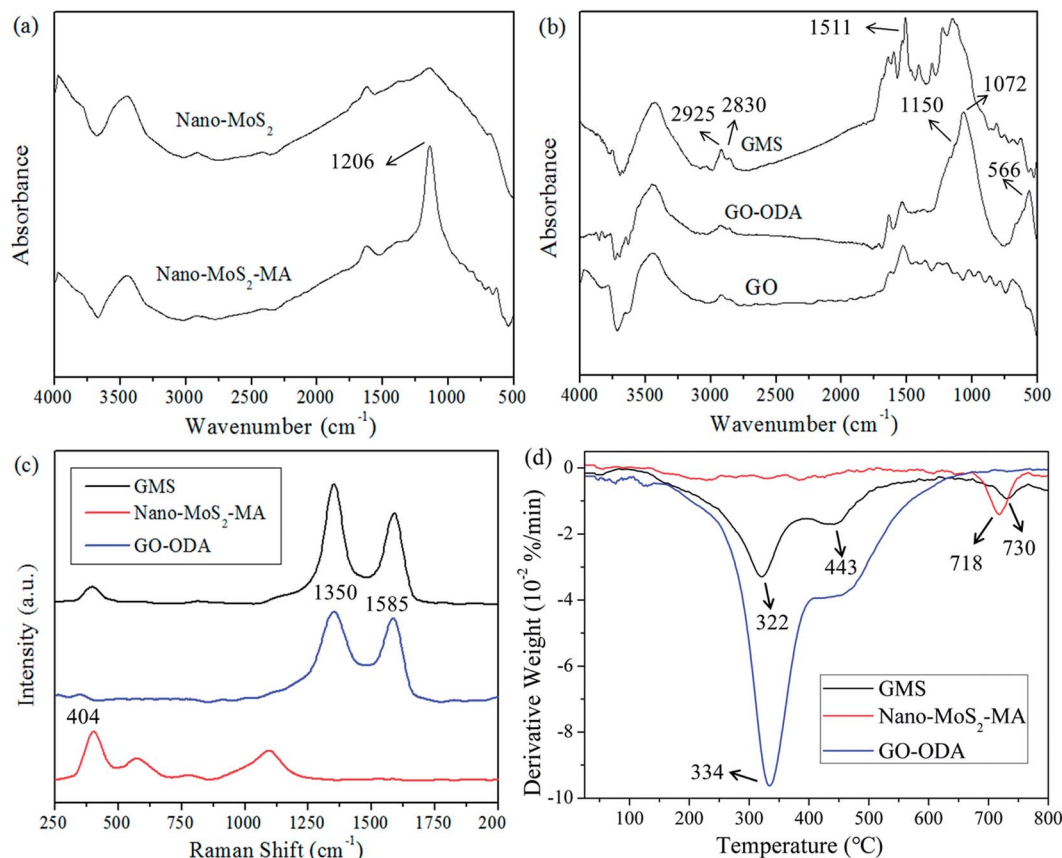 (a)
Absorbance
Nano-MoS2
1206
Nano-MoS2-MA
4000 3500 3000 2500 2000 1500 1000 500
Wavenumber (cm-1)
(b)
Absorbance
1511
1072
2925
2830
1150
GMS
566
GO-ODA
GO
4000 3500 3000 2500 2000 1500 1000 500
Wavenumber (cm-1)
(c)
Intensity (a.u.)
GMS
Nano-MoS2-MA
GO-ODA
1350
1585
404
250 500 750 1000 1250 1500 1750 200
Raman Shift (cm-1)
(d)
Derivative Weight (10-2 %/min)
0
-2
-4
-6
-8
-10
443
718
730
322
334
GMS
Nano-MoS2-MA
GO-ODA
100 200 300 400 500 600 700 800
Temperature (℃)